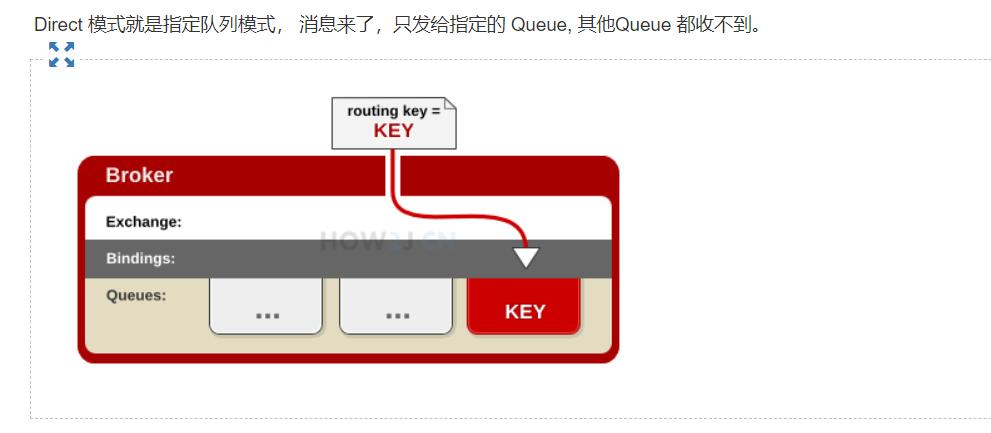 Direct 模式就是指定队列模式， 消息来了，只发给指定的 Queue, 其他Queue 都收不到。
routing key =
KEY
Broker
Exchange:
HOW2J.CN
Bindings:
Queues:
...
...
KEY